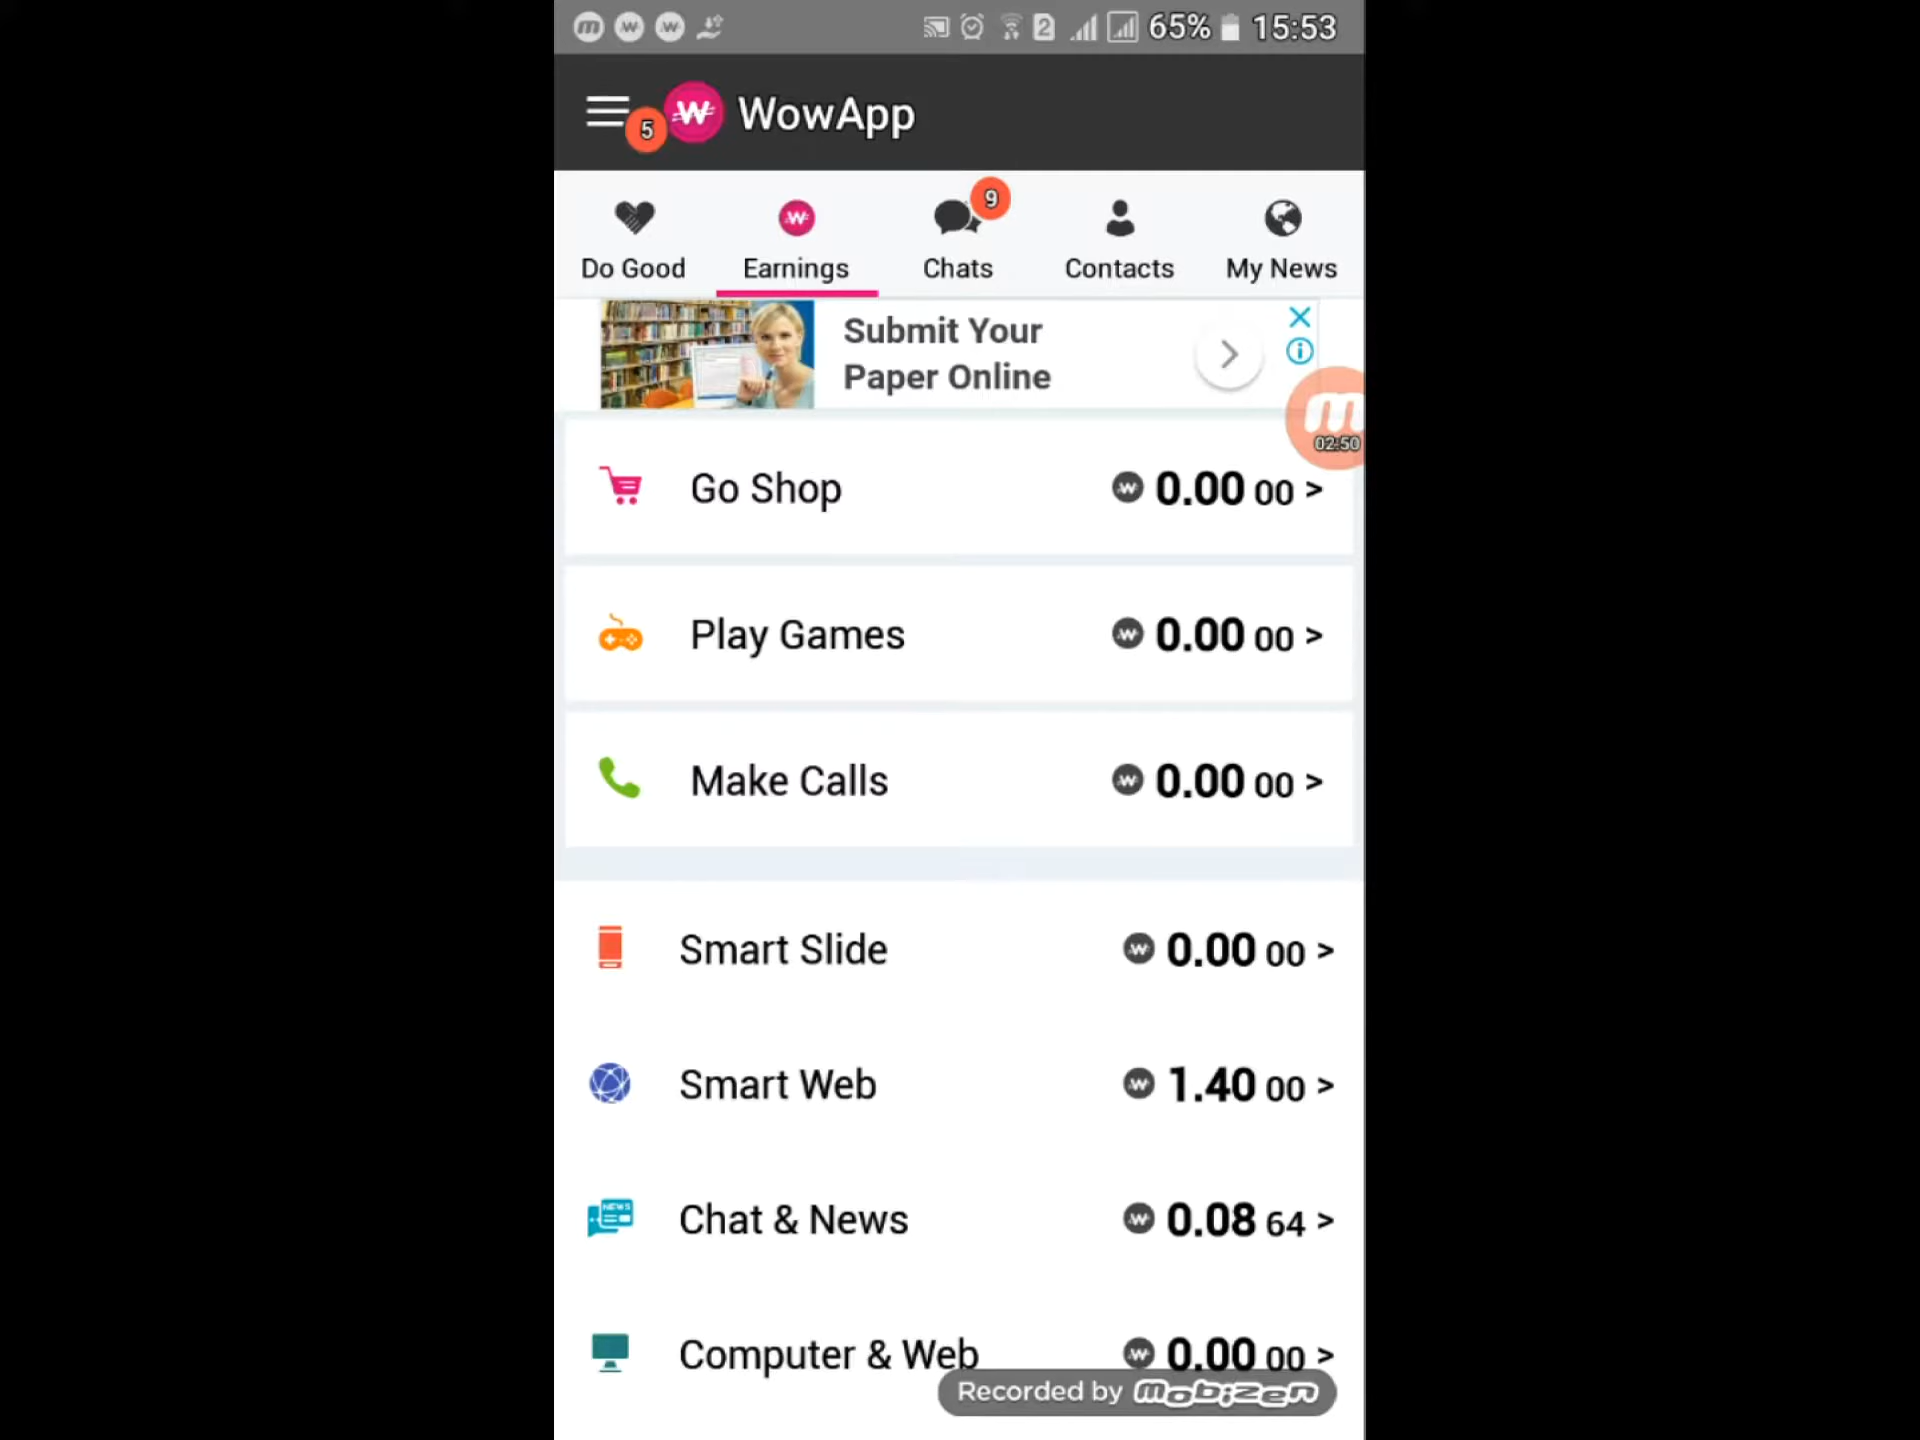 65% 15:53
5 WowApp
9
Do Good Earnings Chats Contacts My News
Submit Your
Paper Online
02:50
Go Shop 0.00 00 >
Play Games 0.00 00 >
Make Calls 0.00 00 >
Smart Slide 0.00 00 >
Smart Web 1.40 00 >
Chat & News 0.08 64 >
Computer & Web 0.00 00 >
Recorded by mobizen